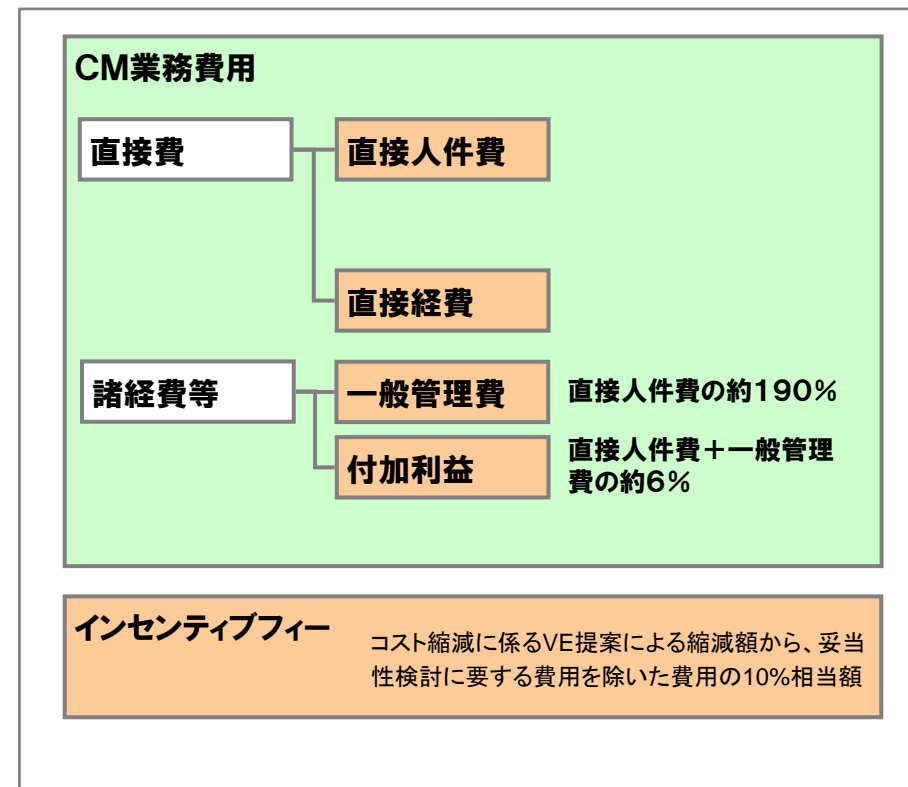 CM業務費用
直接費
直接人件費
直接経費
諸経費等
一般管理費
直接人件費の約190%
付加利益
直接人件費+一般管理
費の約6%
インセンティブフィー
コスト縮減に係るVE提案による縮減額から、妥当
性検討に要する費用を除いた費用の10%相当額